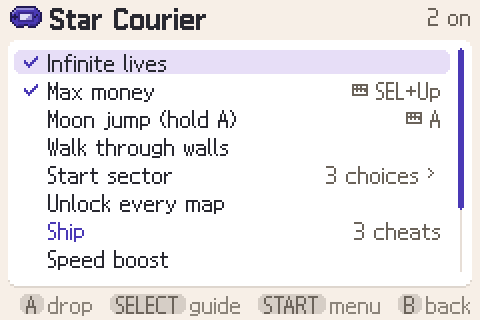 Star Courier 2 on
Infinite lives
Max money SEL+Up
Moon jump (hold A) A
Walk through walls
Start sector 3 choices >
Unlock every map
Ship 3 cheats
Speed boost
A drop SELECT guide START menu B back